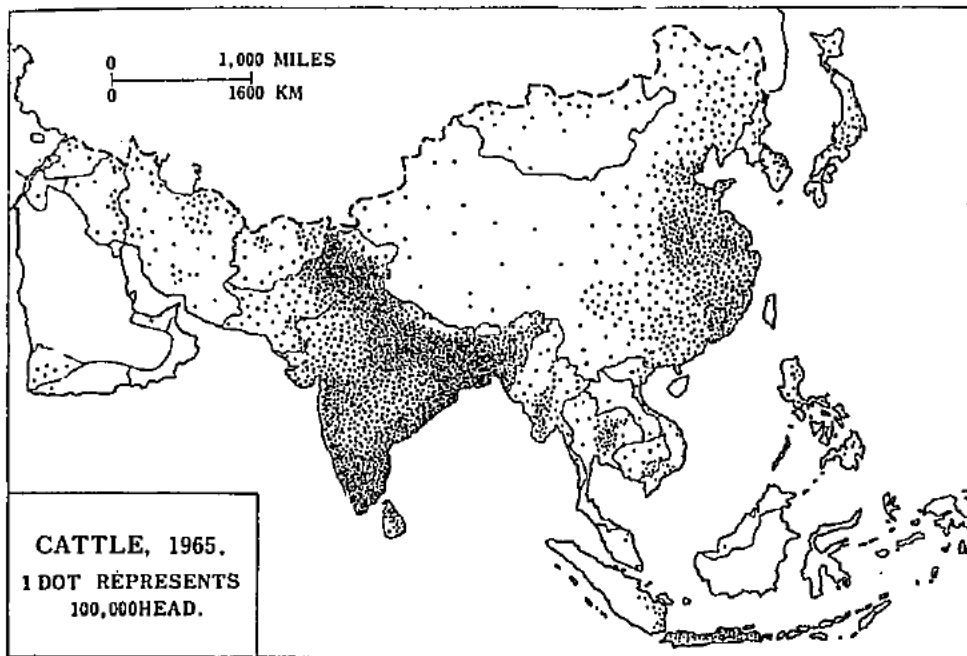 0 1,000 MILES
0 1600 KM
CATTLE, 1965.
1 DOT REPRESENTS
100,000HEAD.